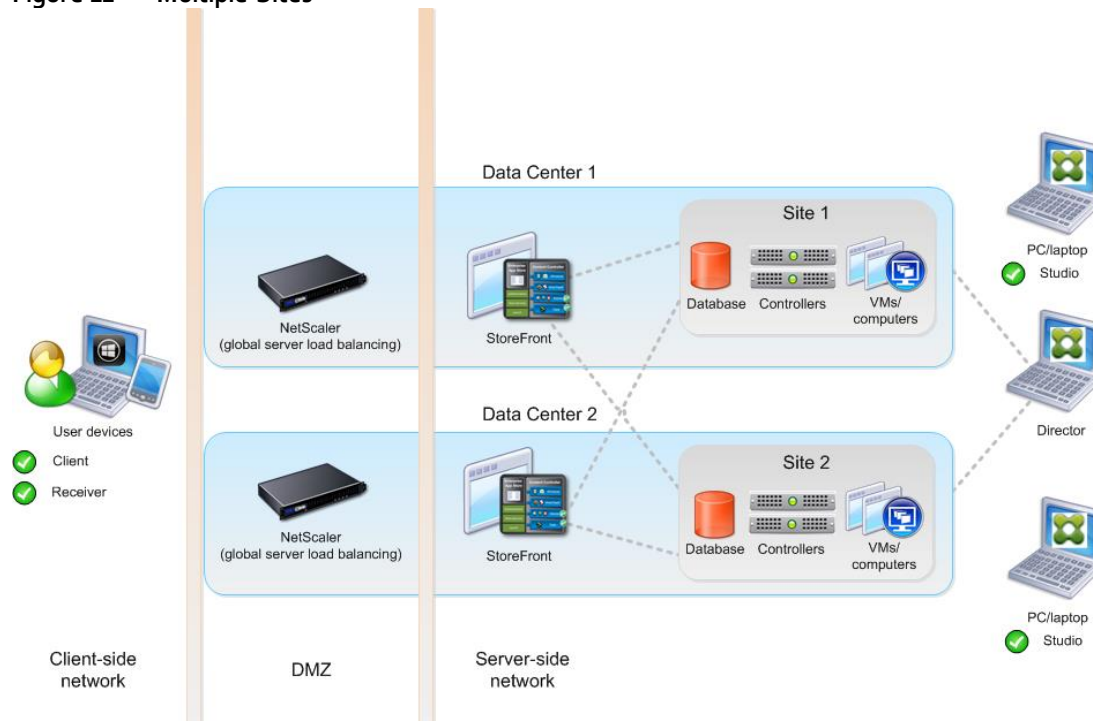 Data Center 1
Site 1
Database
Controllers
VMs/
computers
NetScaler
(global server load balancing)
StoreFront
PC/laptop
Studio
User devices
Client
Receiver
Data Center 2
Site 2
Database
Controllers
VMs/
computers
NetScaler
(global server load balancing)
StoreFront
Director
PC/laptop
Studio
Client-side
network
DMZ
Server-side
network